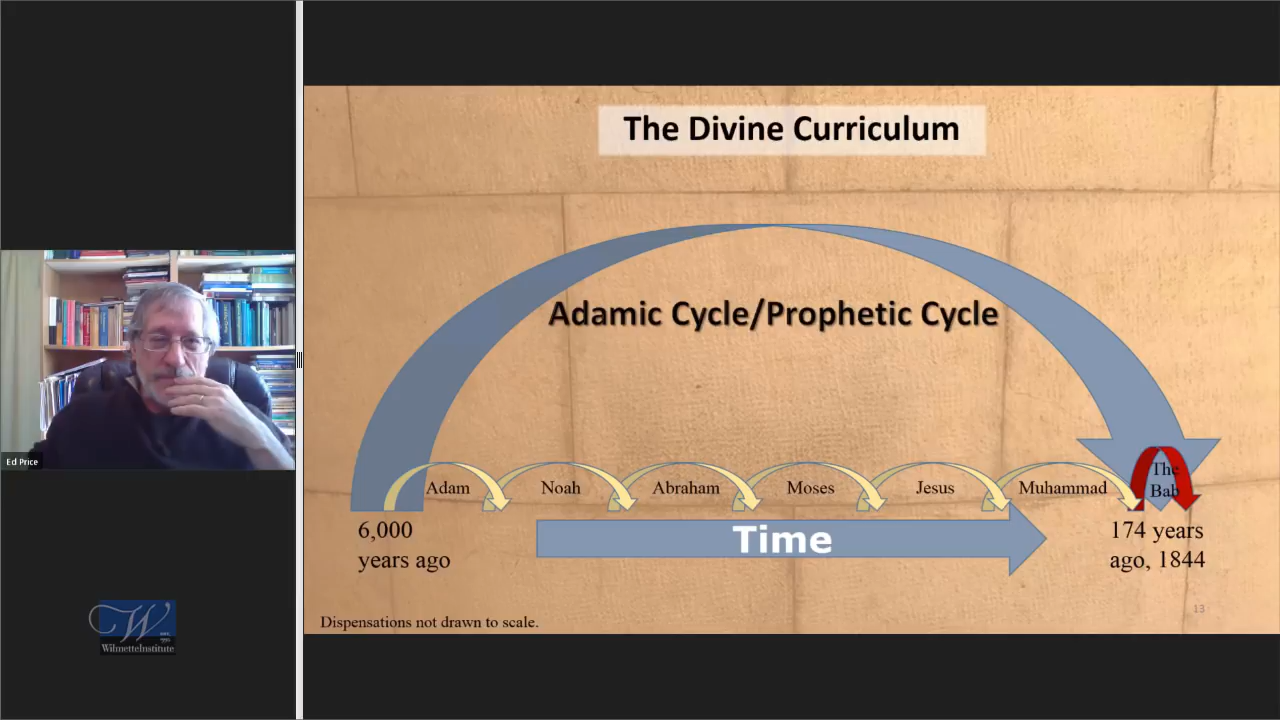 The Divine Curriculum
Adamic Cycle/Prophetic Cycle
Adam
Noah
Abraham
Moses
Jesus
Muhammad
The
Bab
6,000
years ago
Time
174 years
ago, 1844
13
Dispensations not drawn to scale.
Ed Price
W
WilmetteInstitute